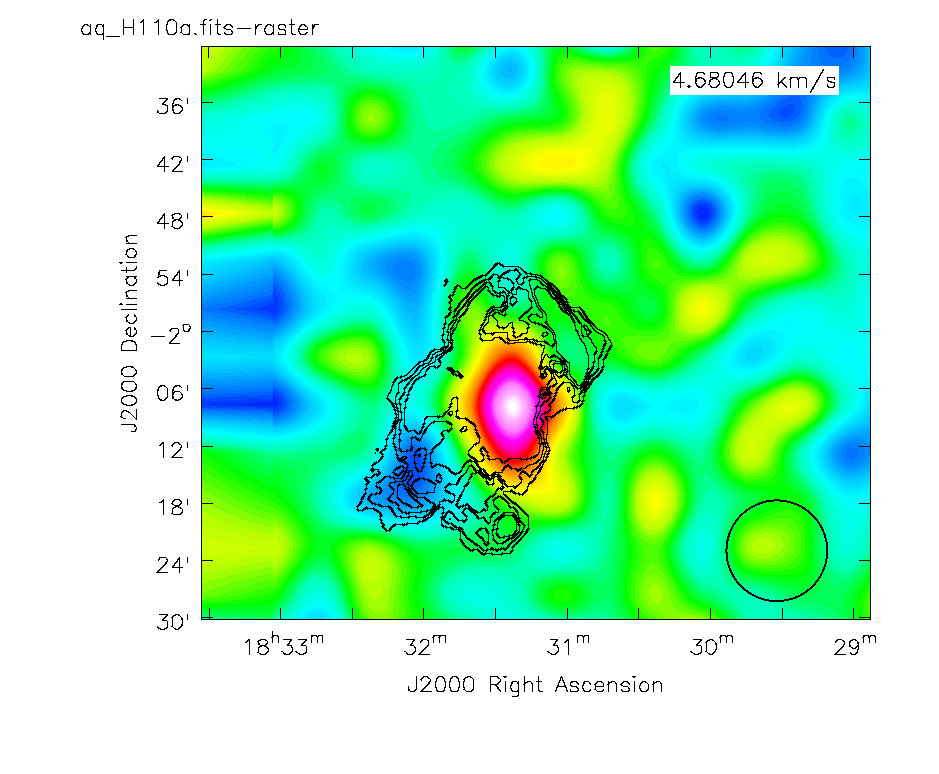 aq_H110a.fits-raster
4.68046 km/s
36'
42'
48'
54'
-2°
06'
12'
18'
24'
30'
J2000 Declination
18ʰ33ᵐ 32ᵐ 31ᵐ 30ᵐ 29ᵐ
J2000 Right Ascension